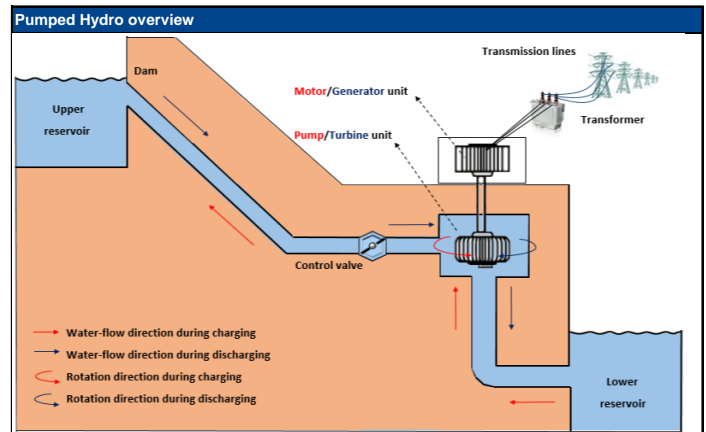 Pumped Hydro overview
Transmission lines
Dam
Motor/Generator unit
Upper
reservoir
Transformer
Pump/Turbine unit
Control valve
Water-flow direction during charging
Water-flow direction during discharging
Rotation direction during charging
Rotation direction during discharging
Lower
reservoir